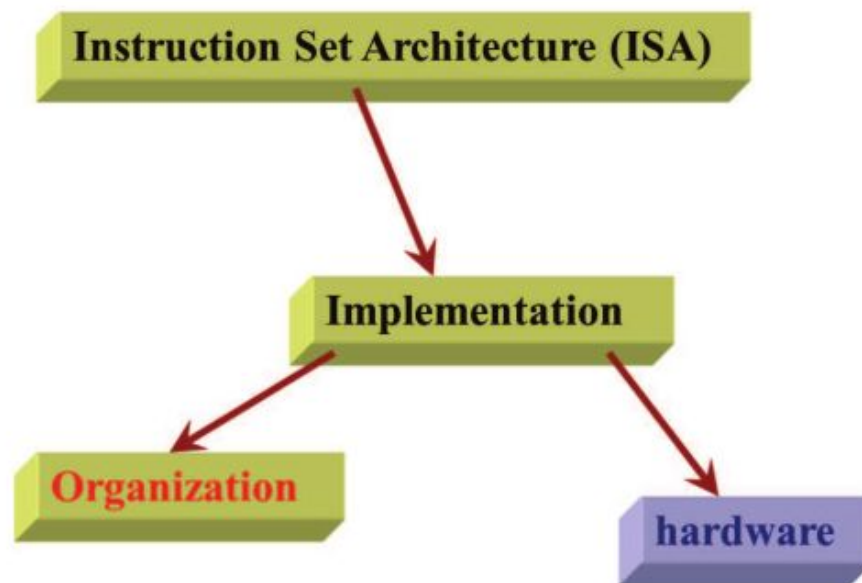 Instruction Set Architecture (ISA)
Implementation
Organization
hardware